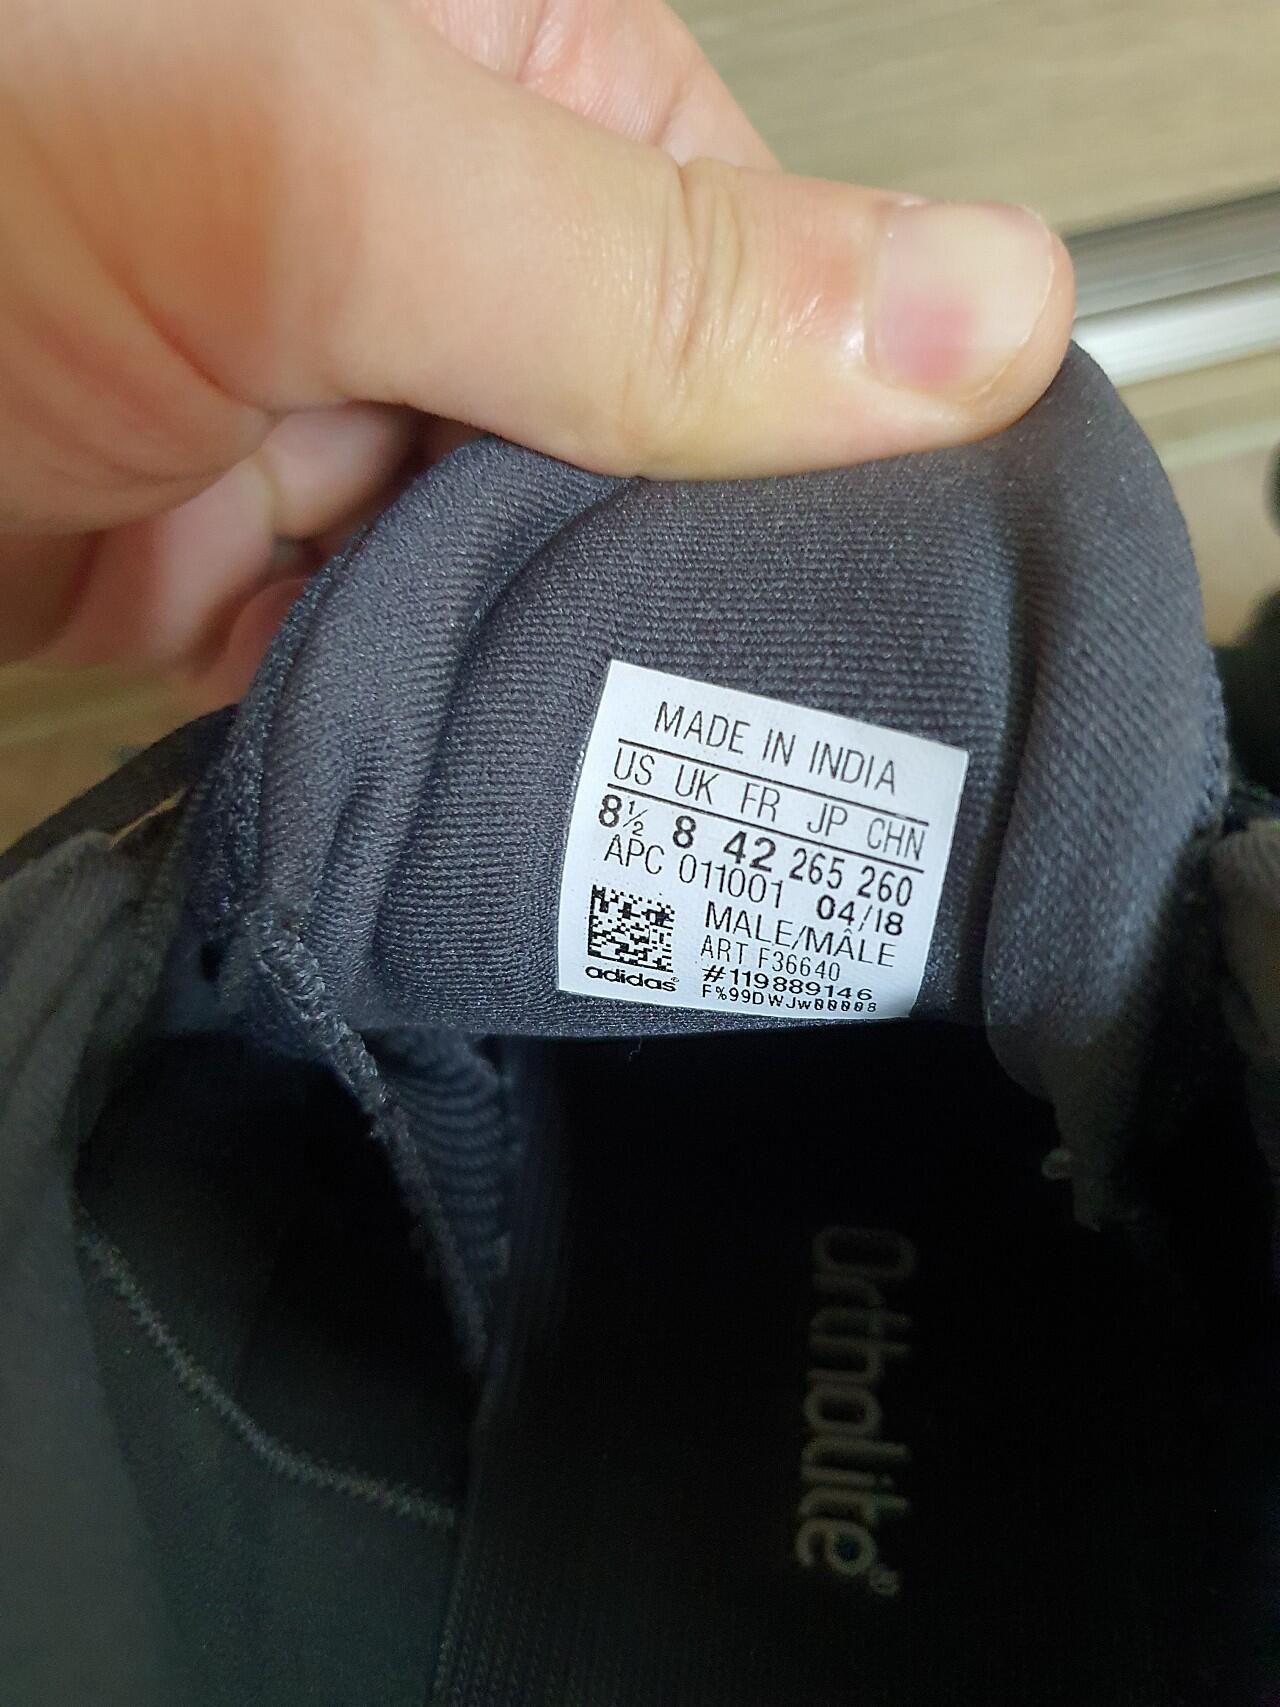 MADE IN INDIA
US UK FR JP CHN
8½ 8 42 265 260
APC 011001 04/18
MALE/MÂLE
ART F36640
#119889146
F%99DWJw00008
adidas
Ortholite®